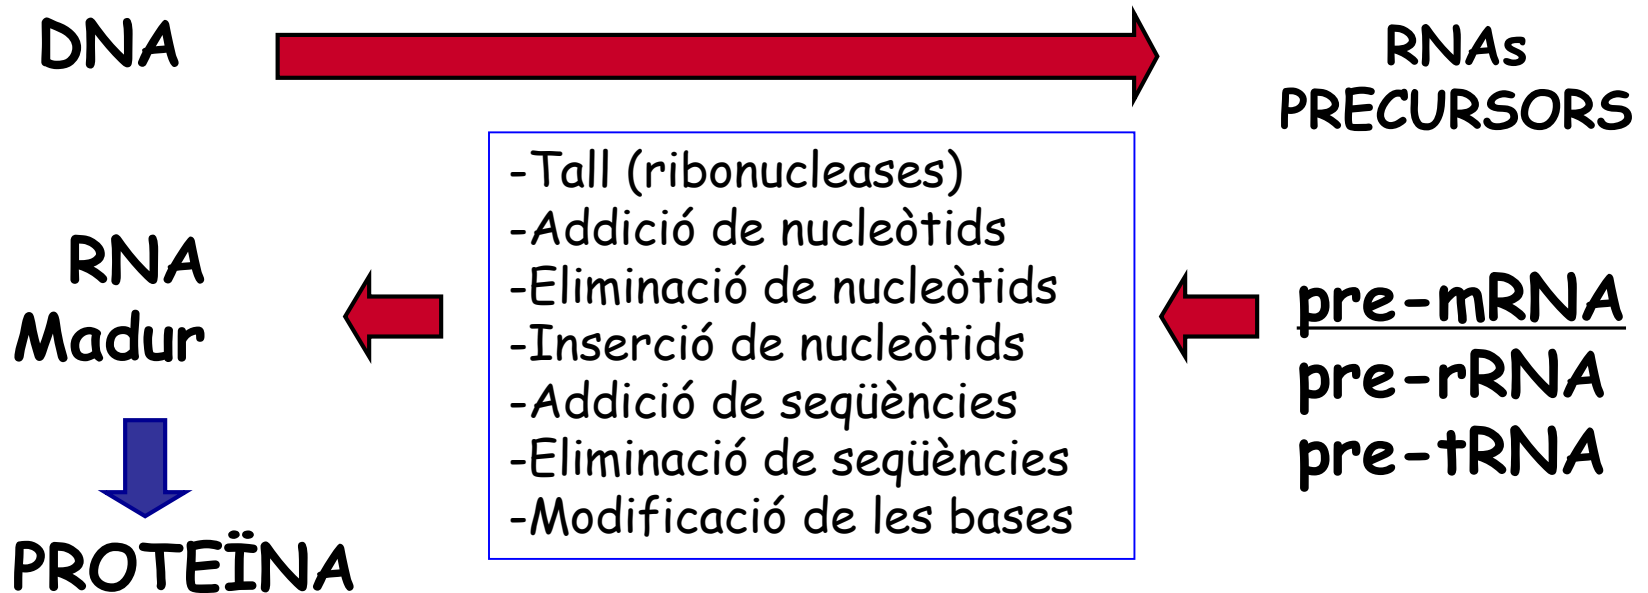 DNA
RNAs
PRECURSORS
-Tall (ribonucleases)
-Addició de nucleòtids
-Eliminació de nucleòtids
-Inserció de nucleòtids
-Addició de seqüències
-Eliminació de seqüències
-Modificació de les bases
pre-mRNA
pre-rRNA
pre-tRNA
RNA
Madur
PROTEÏNA